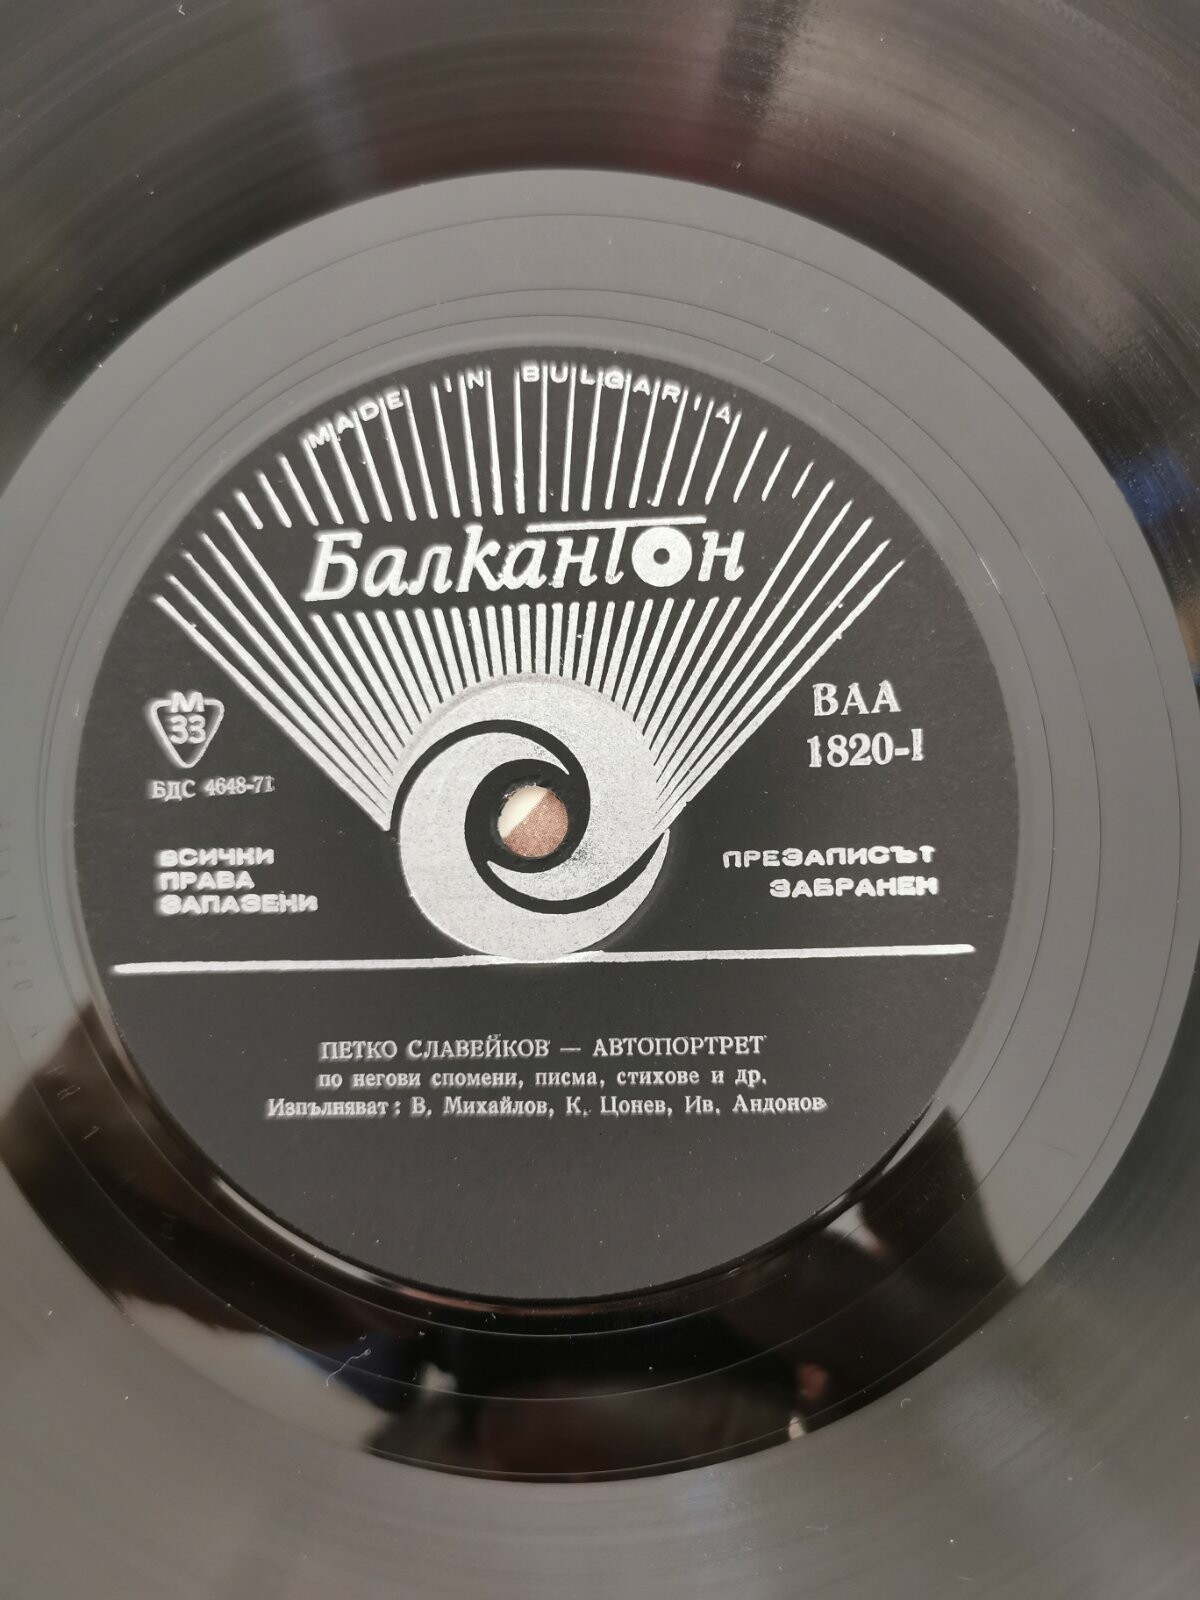 MADE IN BULGARIA
Балкантон
М
33
БДС 4648-71
ВАА
1820-I
ВСИЧКИ
ПРАВА
ЗАПАЗЕНИ
ПРЕЗАПИСЪТ
ЗАБРАНЕН
ПЕТКО СЛАВЕЙКОВ — АВТОПОРТРЕТ
по негови спомени, писма, стихове и др.
Изпълняват: В. Михайлов, К. Цонев, Ив. Андонов